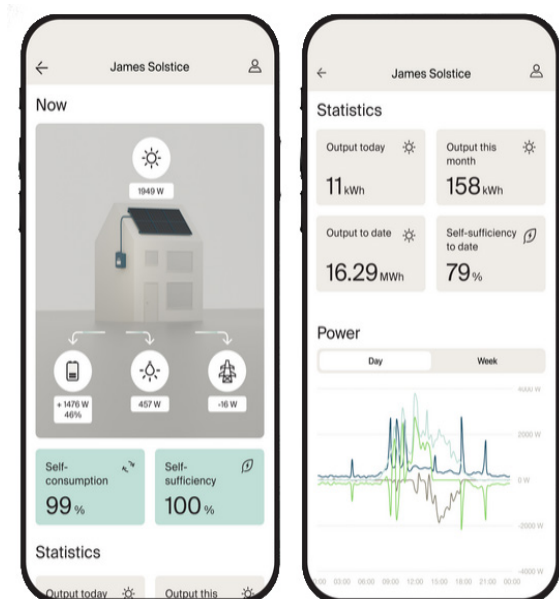 James Solstice
Now
1949 W
+ 1476 W
46%
457 W
-16 W
Self-
consumption
99 %
Self-
sufficiency
100 %
Statistics
Output today
Output this
James Solstice
Statistics
Output today
11 kWh
Output this
month
158 kWh
Output to date
16.29 MWh
Self-sufficiency
to date
79 %
Power
Day
Week
4000 W
2000 W
0 W
-2000 W
-4000 W
03:00 06:00 09:00 12:00 15:00 18:00 21:00 00:00